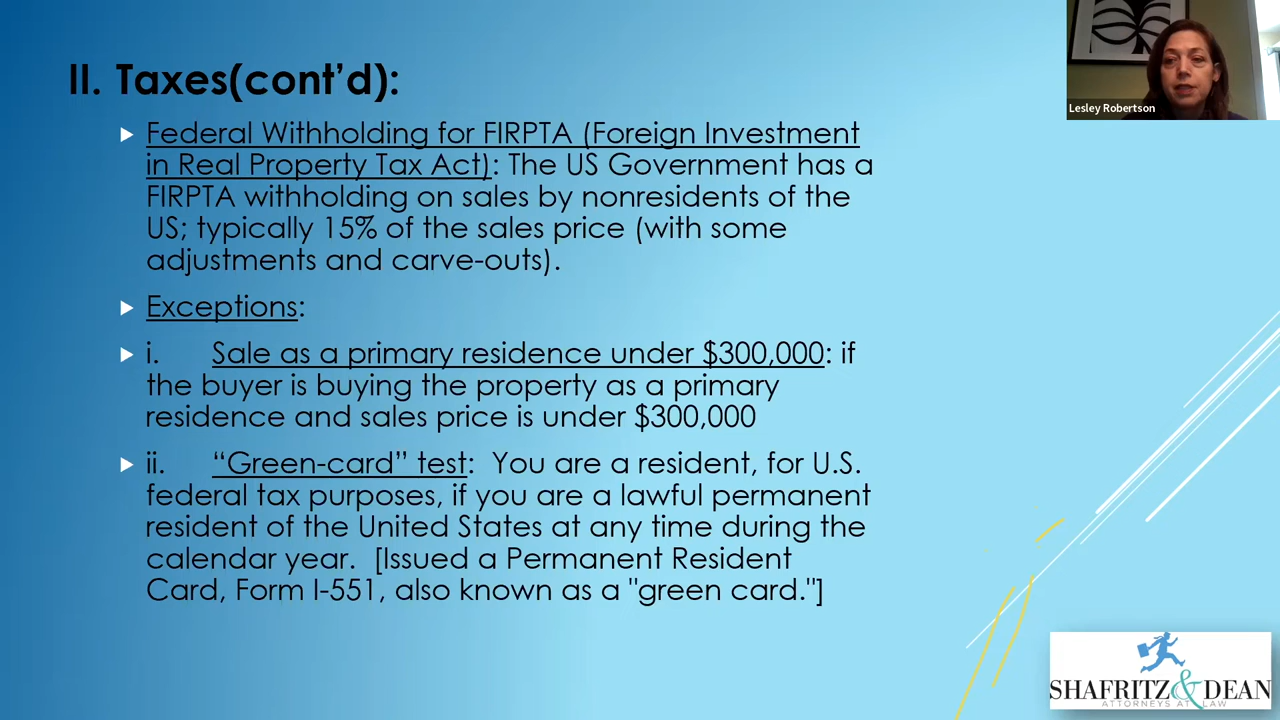 II. Taxes(cont’d):
Federal Withholding for FIRPTA (Foreign Investment
in Real Property Tax Act): The US Government has a
FIRPTA withholding on sales by nonresidents of the
US; typically 15% of the sales price (with some
adjustments and carve-outs).
Exceptions:
i. Sale as a primary residence under $300,000: if
the buyer is buying the property as a primary
residence and sales price is under $300,000
ii. “Green-card” test: You are a resident, for U.S.
federal tax purposes, if you are a lawful permanent
resident of the United States at any time during the
calendar year. [Issued a Permanent Resident
Card, Form I-551, also known as a "green card."]
Lesley Robertson
SHAFRITZ & DEAN
ATTORNEYS AT LAW